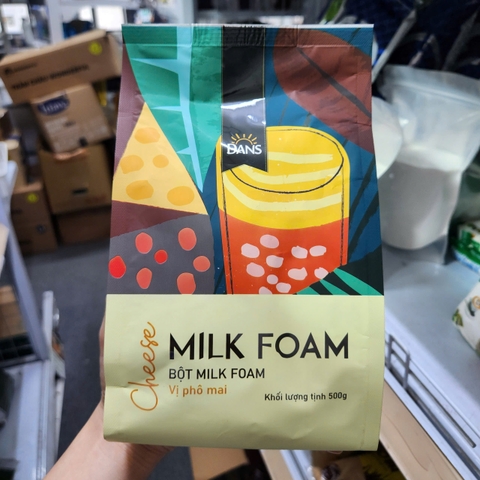 DANS
Cheese
MILK FOAM
BỘT MILK FOAM
Vị phô mai
Khối lượng tịnh 500g